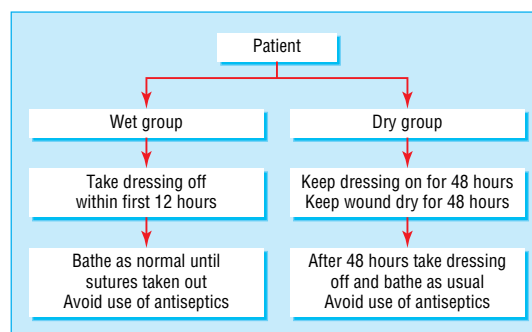 Patient
Wet group
Dry group
Take dressing off
within first 12 hours
Keep dressing on for 48 hours
Keep wound dry for 48 hours
Bathe as normal until
sutures taken out
Avoid use of antiseptics
After 48 hours take dressing
off and bathe as usual
Avoid use of antiseptics